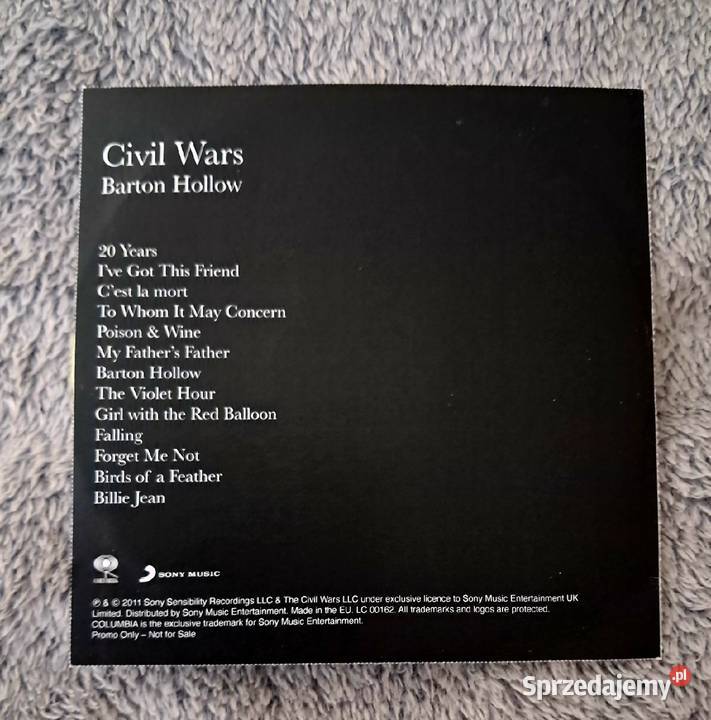 Civil Wars
Barton Hollow
20 Years
I've Got This Friend
C'est la mort
To Whom It May Concern
Poison & Wine
My Father's Father
Barton Hollow
The Violet Hour
Girl with the Red Balloon
Falling
Forget Me Not
Birds of a Feather
Billie Jean
SONY MUSIC
℗ & © 2011 Sony Sensibility Recordings LLC & The Civil Wars LLC under exclusive licence to Sony Music Entertainment UK
Limited. Distributed by Sony Music Entertainment. Made in the EU. LC 00162. All trademarks and logos are protected.
COLUMBIA is the exclusive trademark for Sony Music Entertainment.
Promo Only – Not for Sale
Sprzedajemy.pl